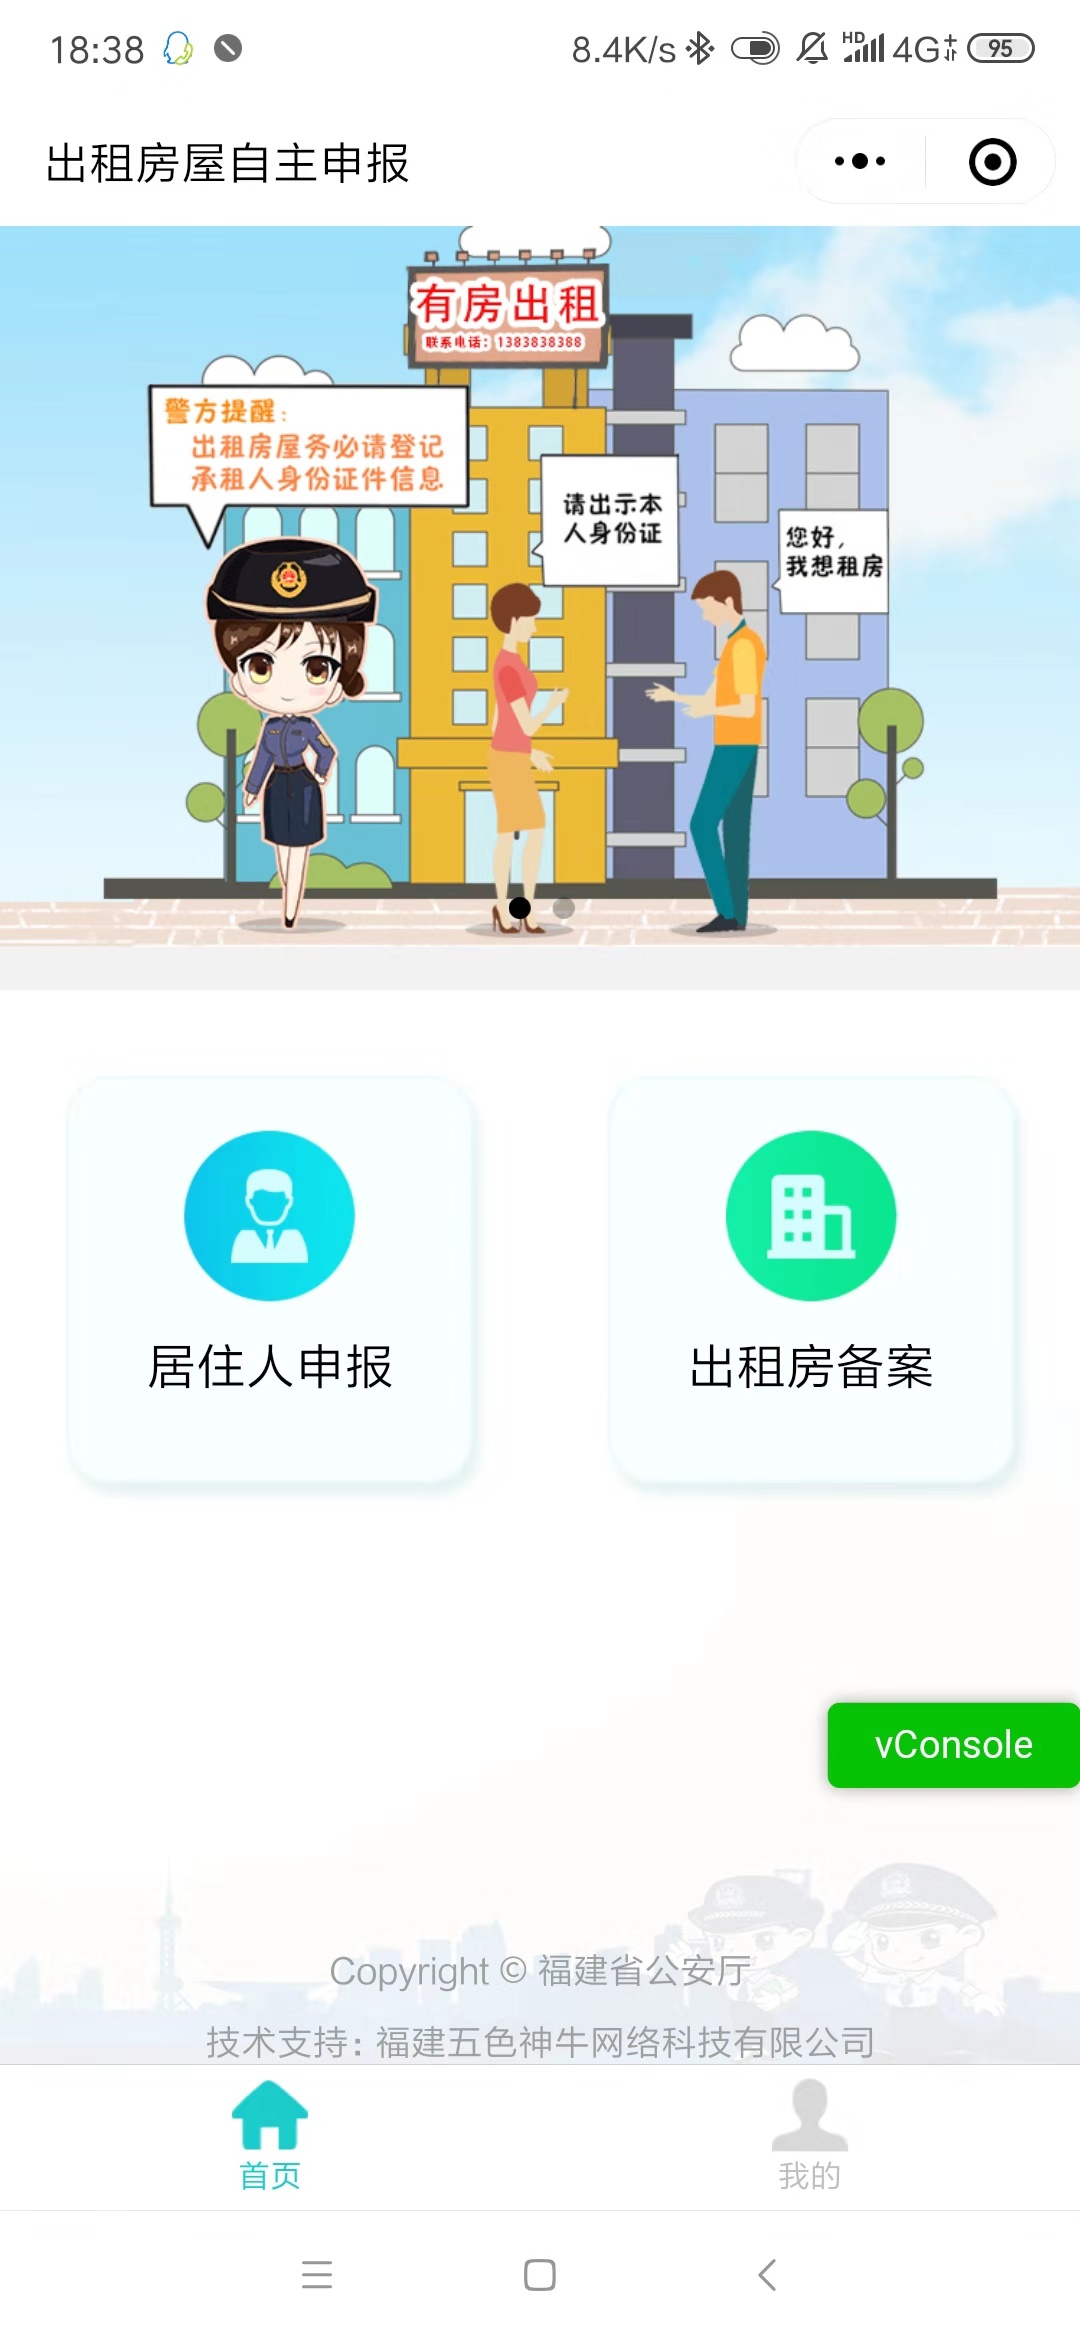 18:38
8.4K/s HD 4G 95
出租房屋自主申报
有房出租
联系电话：1383838388
警方提醒：
出租房屋务必请登记
承租人身份证件信息
请出示本
人身份证
您好，
我想租房
居住人申报
出租房备案
vConsole
Copyright © 福建省公安厅
技术支持：福建五色神牛网络科技有限公司
首页
我的